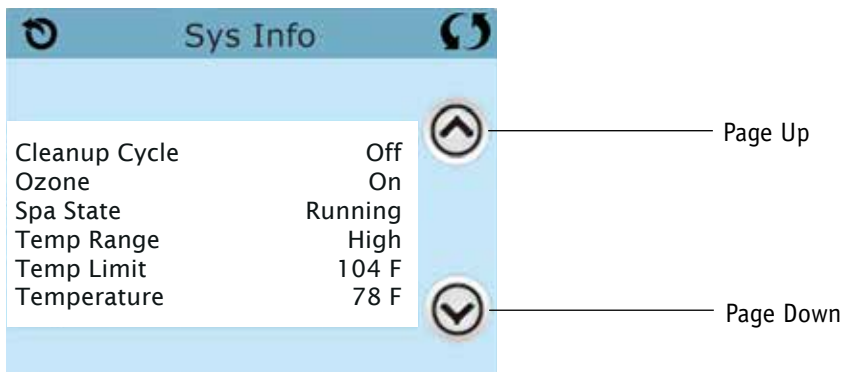 Sys Info
Page Up
Cleanup Cycle Off
Ozone On
Spa State Running
Temp Range High
Temp Limit 104 F
Temperature 78 F
Page Down